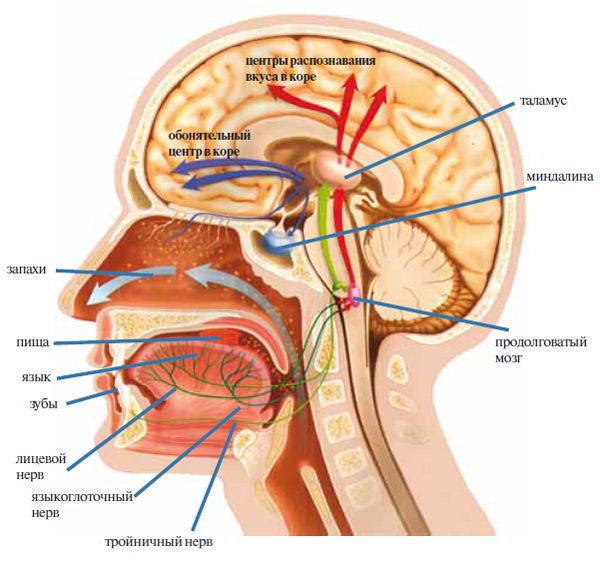 центры распознавания
вкуса в коре
таламус
обонятельный
центр в коре
миндалина
запахи
пища
продолговатый
мозг
язык
зубы
лицевой
нерв
языкоглоточный
нерв
тройничный нерв